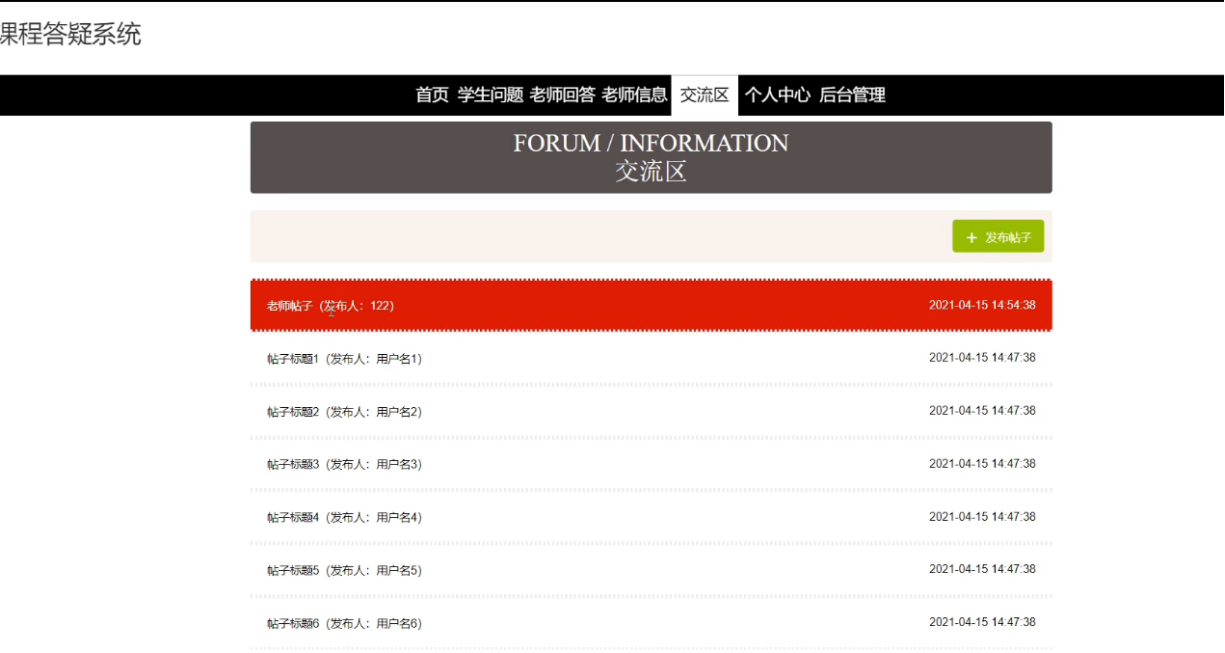 课程答疑系统
首页 学生问题 老师回答 老师信息 交流区 个人中心 后台管理
FORUM / INFORMATION
交流区
+ 发布帖子
老师帖子（发布人：122） 2021-04-15 14:54:38
帖子标题1（发布人：用户名1） 2021-04-15 14:47:38
帖子标题2（发布人：用户名2） 2021-04-15 14:47:38
帖子标题3（发布人：用户名3） 2021-04-15 14:47:38
帖子标题4（发布人：用户名4） 2021-04-15 14:47:38
帖子标题5（发布人：用户名5） 2021-04-15 14:47:38
帖子标题6（发布人：用户名6） 2021-04-15 14:47:38